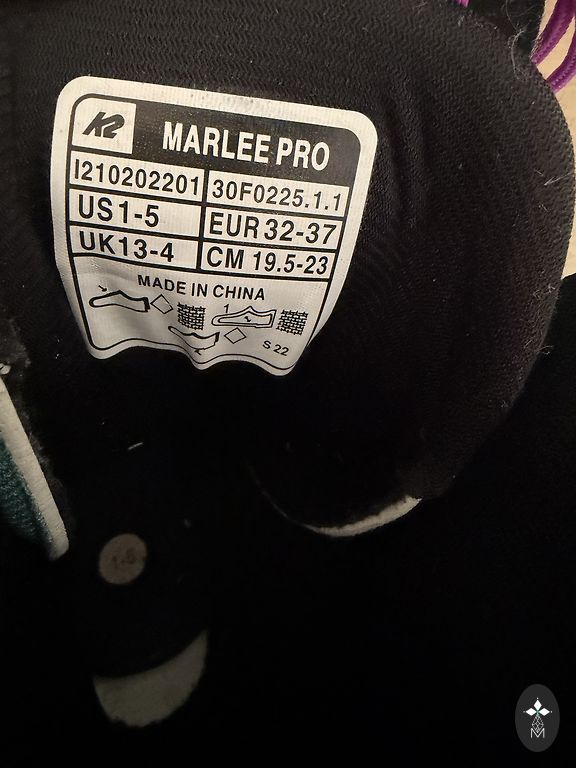 K2 MARLEE PRO
I210202201 30F0225.1.1
US1-5 EUR 32-37
UK13-4 CM 19.5-23
MADE IN CHINA
1
S 22
M